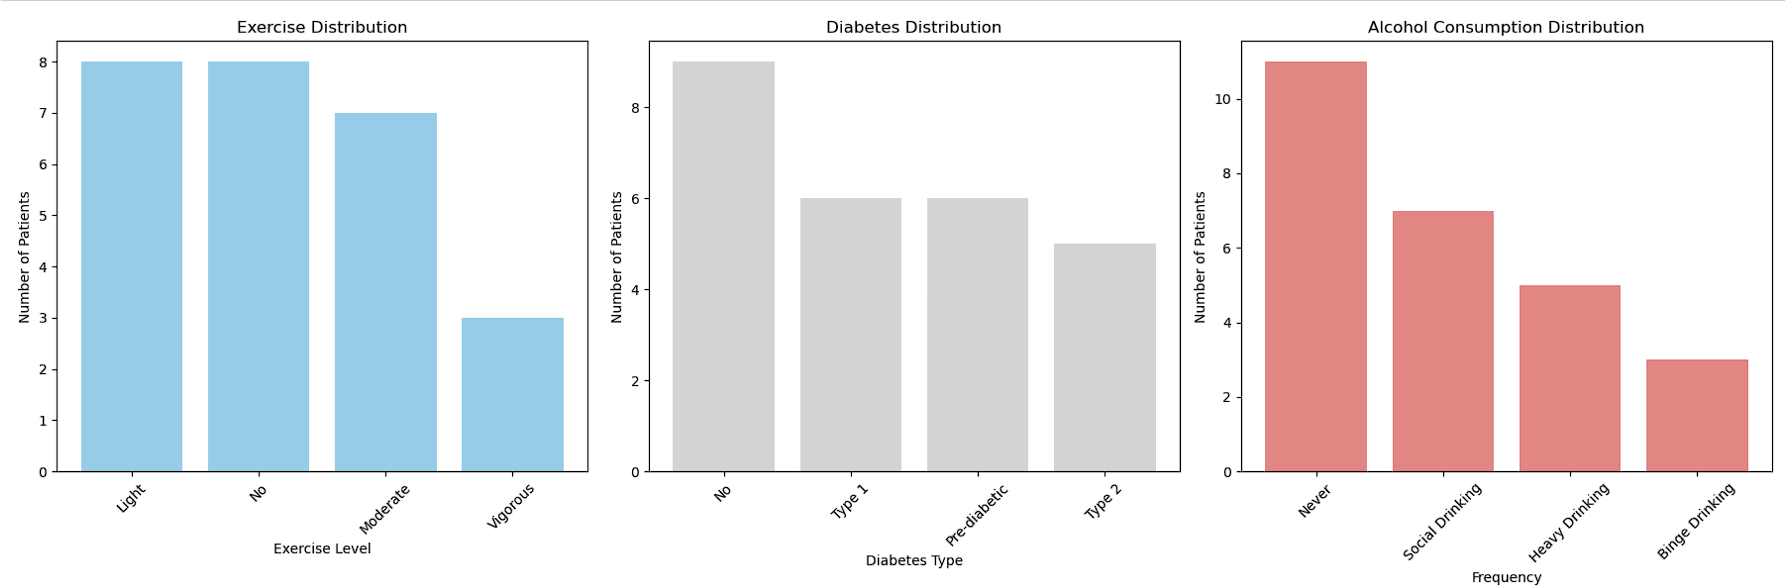 Exercise Distribution
Number of Patients
8
7
6
5
4
3
2
1
0
Light
No
Moderate
Vigorous
Exercise Level
Diabetes Distribution
Number of Patients
8
6
4
2
0
No
Type 1
Pre-diabetic
Type 2
Diabetes Type
Alcohol Consumption Distribution
Number of Patients
10
8
6
4
2
0
Never
Social Drinking
Heavy Drinking
Binge Drinking
Frequency